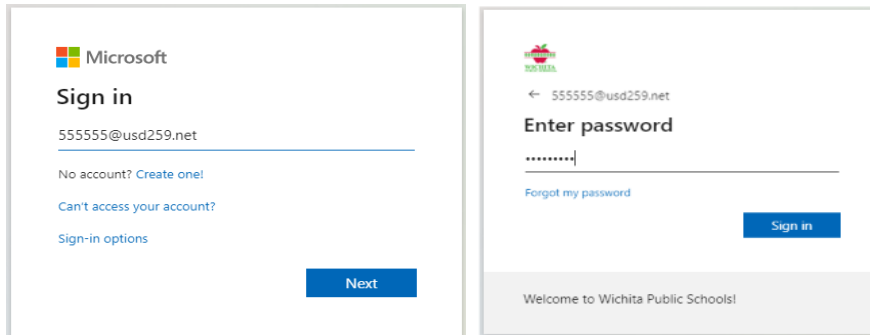 Microsoft
Sign in
555555@usd259.net
No account? Create one!
Can't access your account?
Sign-in options
Next
WICHITA
← 555555@usd259.net
Enter password
•••••••••
Forgot my password
Sign in
Welcome to Wichita Public Schools!